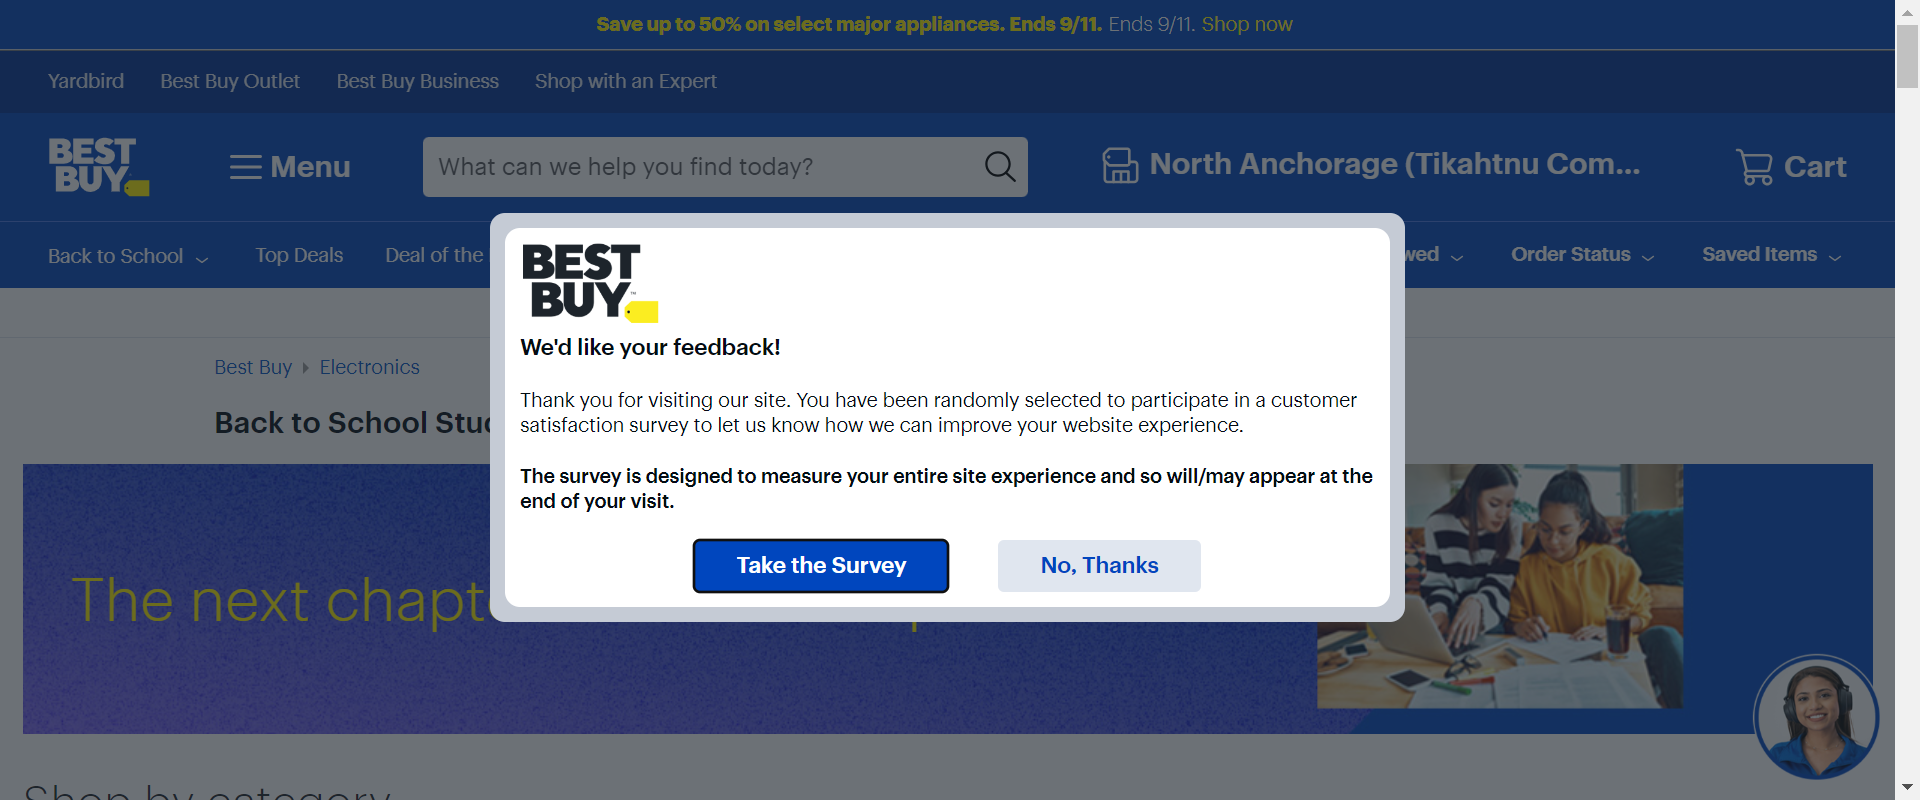 Save up to 50% on select major appliances. Ends 9/11. Ends 9/11. Shop now
Yardbird Best Buy Outlet Best Buy Business Shop with an Expert
BEST BUY
Menu
What can we help you find today?
North Anchorage (Tikahtnu Com...
Cart
Back to School Top Deals Deal of the
Order Status Saved Items
BEST
BUY
We'd like your feedback!
Thank you for visiting our site. You have been randomly selected to participate in a customer
satisfaction survey to let us know how we can improve your website experience.
The survey is designed to measure your entire site experience and so will/may appear at the
end of your visit.
Take the Survey No, Thanks
Best Buy Electronics
Back to School
The next
Shop by category